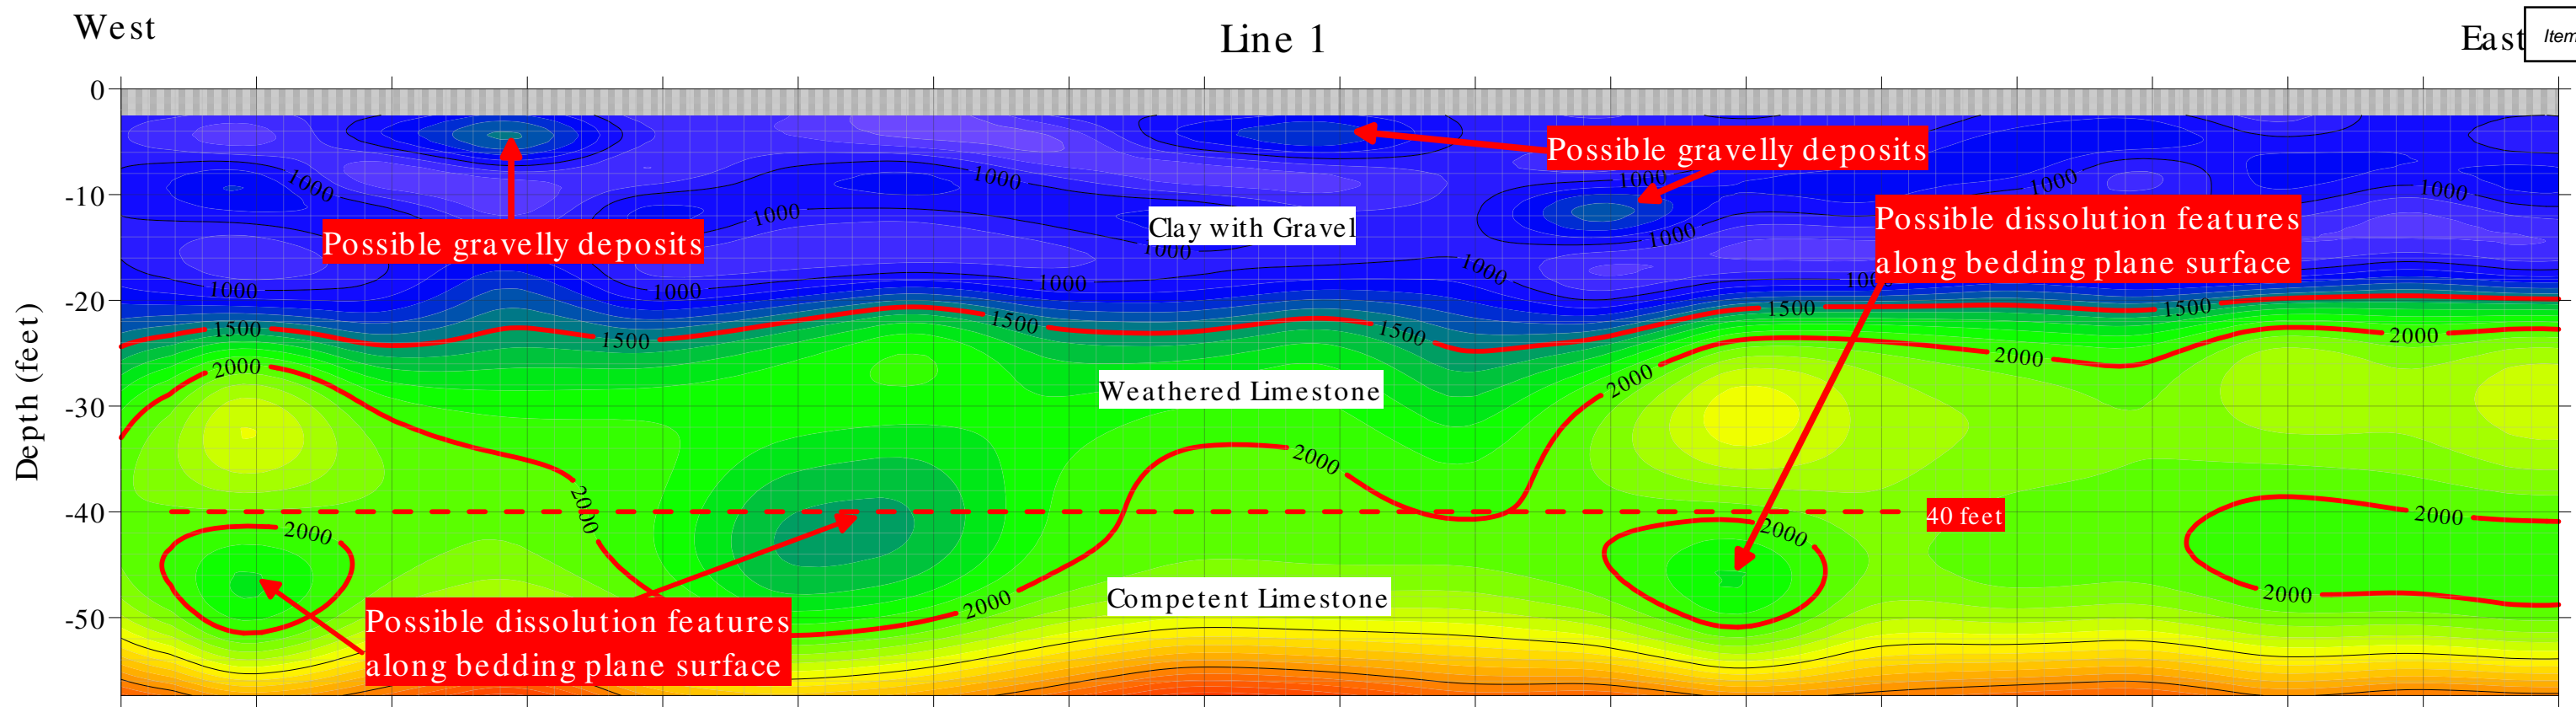 West
Line 1
East
Item
0
-10
-20
-30
-40
-50
Depth (feet)
Possible gravelly deposits
Possible gravelly deposits
Clay with Gravel
Possible dissolution features
along bedding plane surface
Weathered Limestone
40 feet
Competent Limestone
Possible dissolution features
along bedding plane surface
1000
1000
1000
1000
1000
1000
1000
1000
1000
1000
1000
1000
1500
1500
1500
1500
1500
1500
2000
2000
2000
2000
2000
2000
2000
2000
2000
2000
2000